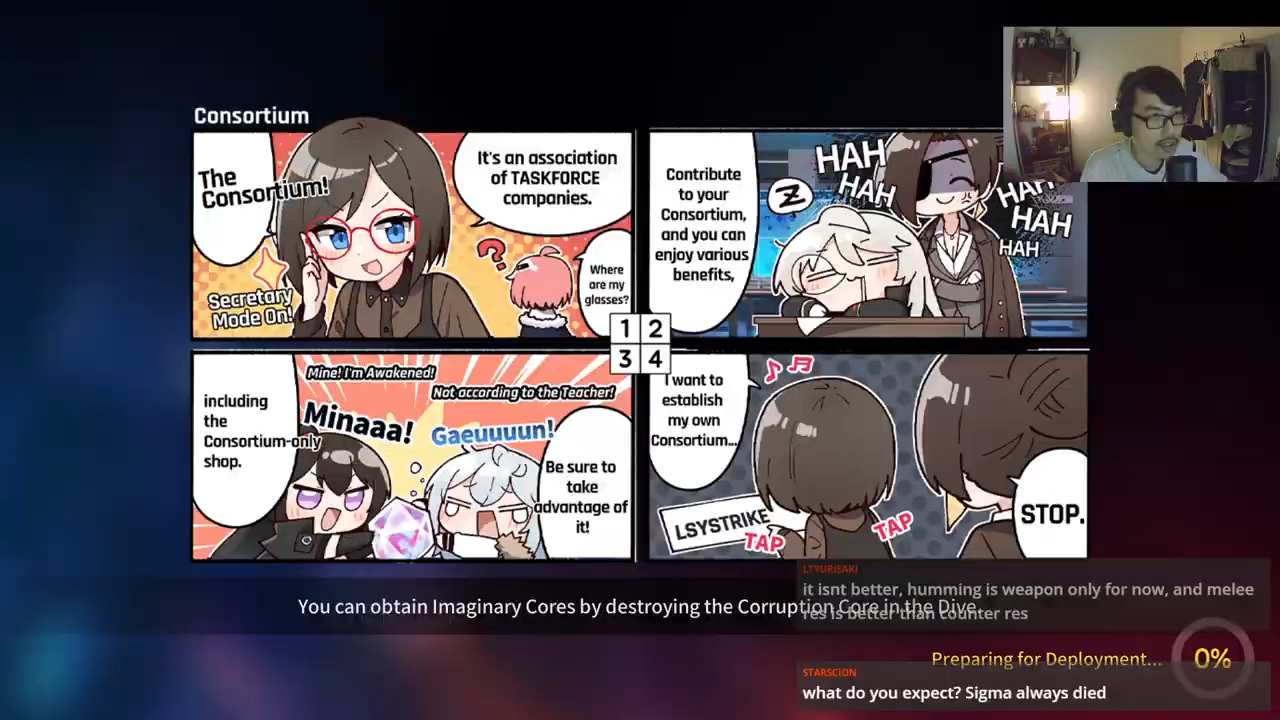 Consortium
The
Consortium!
It's an association
of TASKFORCE
companies.
?
Where
are my
glasses?
Secretary
Mode On!
Contribute
to your
Consortium,
and you can
enjoy various
benefits,
Z
HAH
HAH
HAH
HAH
HAH
1 2
3 4
including
the
Consortium-only
shop.
Mine! I'm Awakened!
Not according to the Teacher!
Minaaa!
Gaeuuuun!
Be sure to
take
advantage of
it!
I want to
establish
my own
Consortium...
LSYSTRIKE
TAP
TAP
STOP.
You can obtain Imaginary Cores by destroying the Corruption Core in the Dive.
LTYURISAKI
it isnt better, humming is weapon only for now, and melee
res is better than counter res
Preparing for Deployment...
0%
STARSCION
what do you expect? Sigma always died